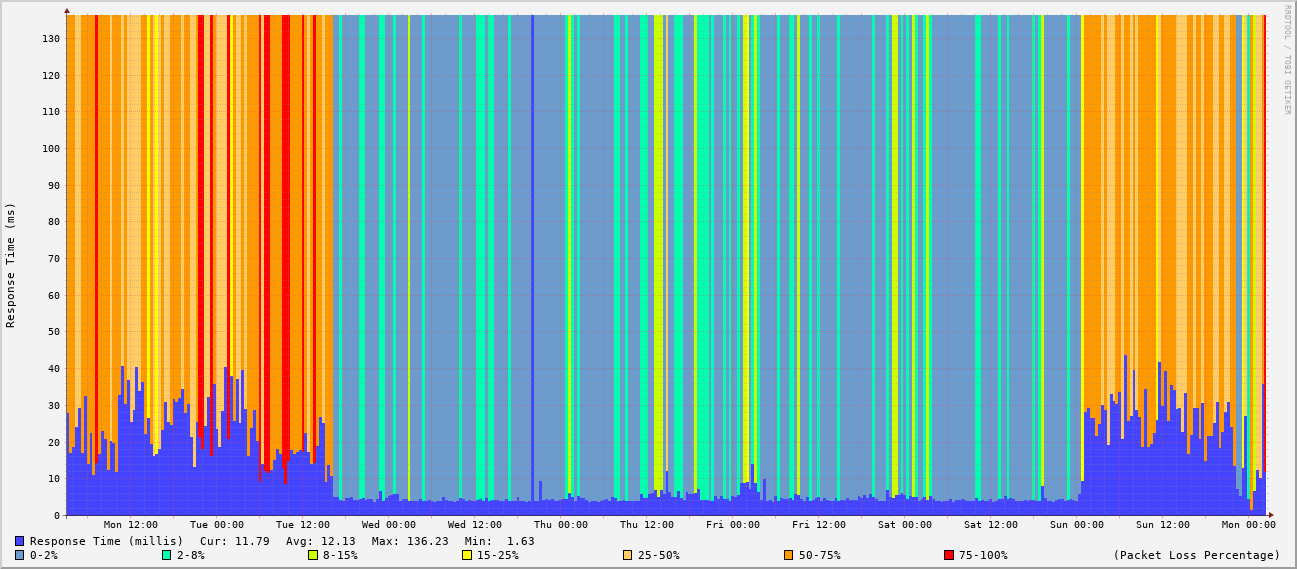 RRDTOOL / TOBI OETIKER
Response Time (ms)
130
120
110
100
90
80
70
60
50
40
30
20
10
0
Mon 12:00 Tue 00:00 Tue 12:00 Wed 00:00 Wed 12:00 Thu 00:00 Thu 12:00 Fri 00:00 Fri 12:00 Sat 00:00 Sat 12:00 Sun 00:00 Sun 12:00 Mon 00:00
Response Time (millis) Cur: 11.79 Avg: 12.13 Max: 136.23 Min: 1.63
0-2% 2-8% 8-15% 15-25% 25-50% 50-75% 75-100% (Packet Loss Percentage)